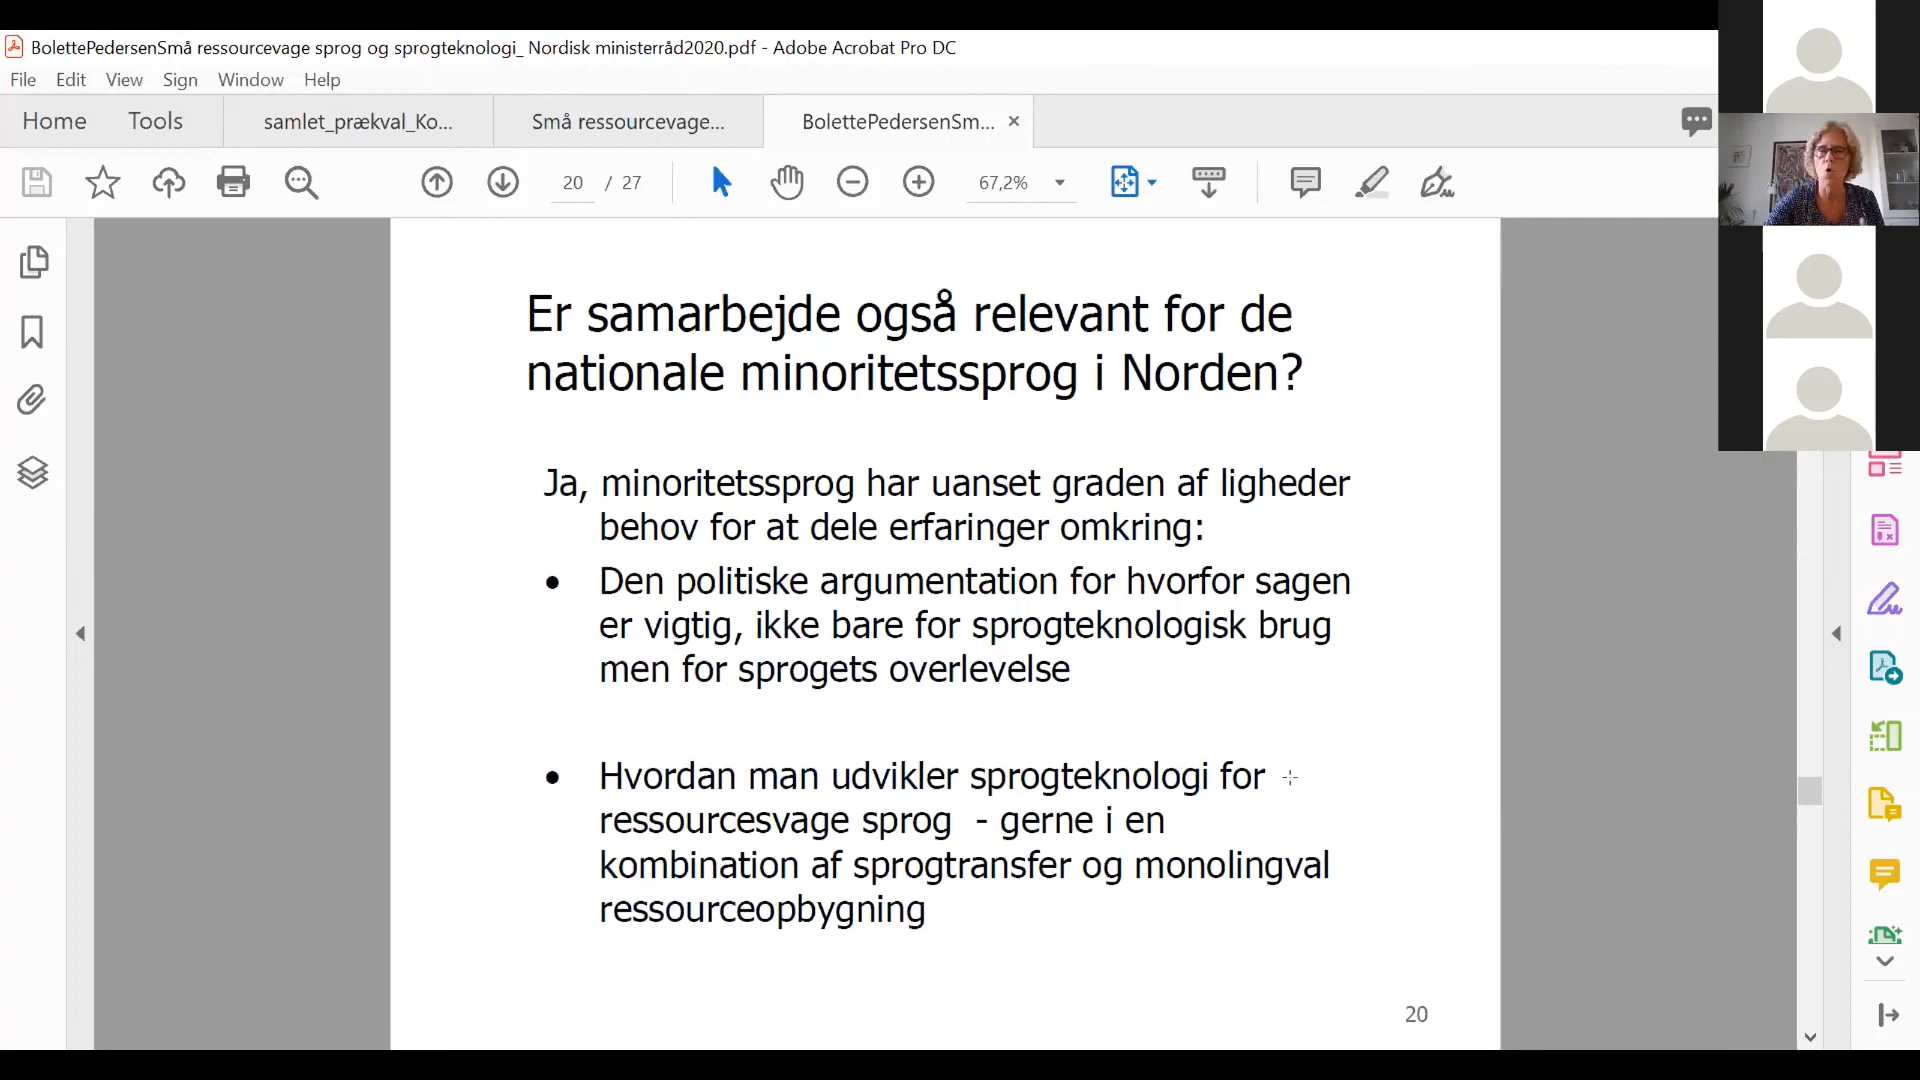 BolettePedersenSmå ressourcevage sprog og sprogteknologi_ Nordisk ministerråd2020.pdf - Adobe Acrobat Pro DC
File Edit View Sign Window Help
Home Tools samlet_prækval_Ko... Små ressourcevage... BolettePedersenSm... ×
20 / 27 67,2%
Er samarbejde også relevant for de
nationale minoritetssprog i Norden?
Ja, minoritetssprog har uanset graden af ligheder
behov for at dele erfaringer omkring:
• Den politiske argumentation for hvorfor sagen
er vigtig, ikke bare for sprogteknologisk brug
men for sprogets overlevelse
• Hvordan man udvikler sprogteknologi for
ressourcesvage sprog - gerne i en
kombination af sprogtransfer og monolingval
ressourceopbygning
20